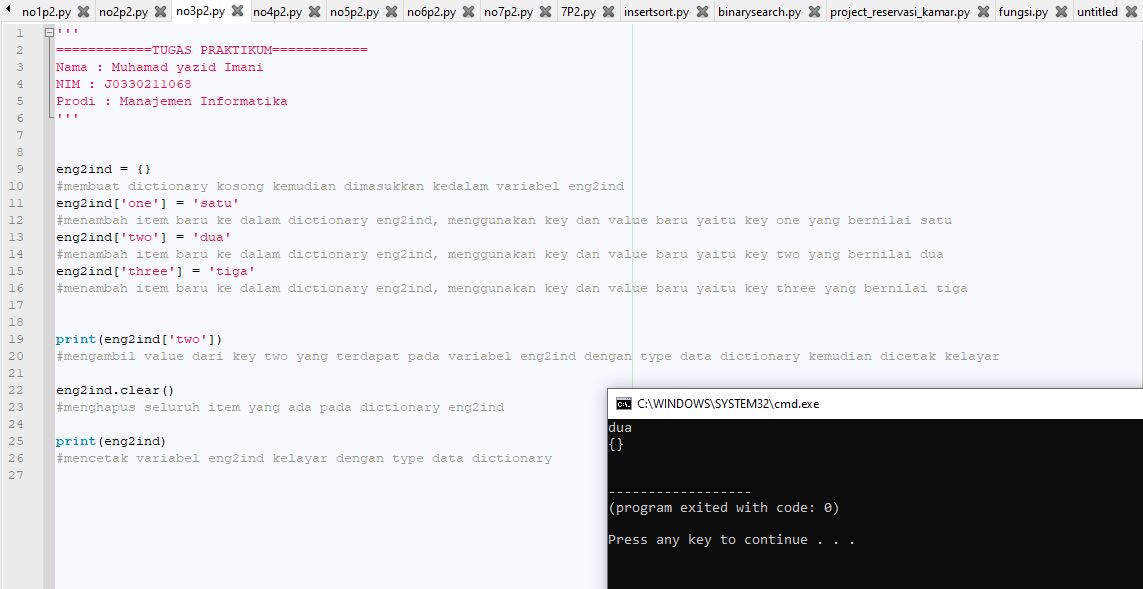 no1p2.py no2p2.py no3p2.py no4p2.py no5p2.py no6p2.py no7p2.py 7P2.py insertsort.py binarysearch.py project_reservasi_kamar.py fungsi.py untitled
1 '''
2 ============TUGAS PRAKTIKUM============
3 Nama : Muhamad yazid Imani
4 NIM : J0330211068
5 Prodi : Manajemen Informatika
6 '''
7
8
9 eng2ind = {}
10 #membuat dictionary kosong kemudian dimasukkan kedalam variabel eng2ind
11 eng2ind['one'] = 'satu'
12 #menambah item baru ke dalam dictionary eng2ind, menggunakan key dan value baru yaitu key one yang bernilai satu
13 eng2ind['two'] = 'dua'
14 #menambah item baru ke dalam dictionary eng2ind, menggunakan key dan value baru yaitu key two yang bernilai dua
15 eng2ind['three'] = 'tiga'
16 #menambah item baru ke dalam dictionary eng2ind, menggunakan key dan value baru yaitu key three yang bernilai tiga
17
18
19 print(eng2ind['two'])
20 #mengambil value dari key two yang terdapat pada variabel eng2ind dengan type data dictionary kemudian dicetak kelayar
21
22 eng2ind.clear()
23 #menghapus seluruh item yang ada pada dictionary eng2ind
24
25 print(eng2ind)
26 #mencetak variabel eng2ind kelayar dengan type data dictionary
27
C:\WINDOWS\SYSTEM32\cmd.exe
dua
{}
------------------
(program exited with code: 0)
Press any key to continue . . .